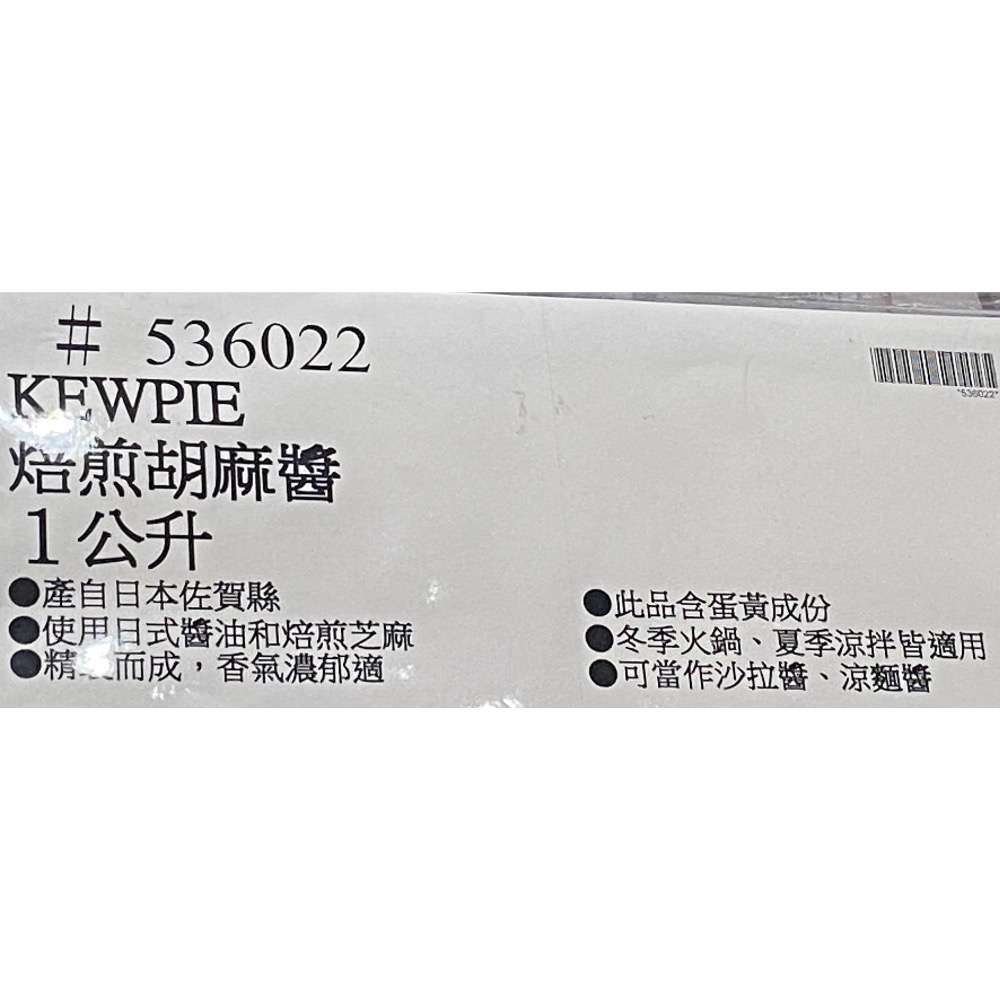 # 536022
*536022*
KEWPIE
焙煎胡麻醬
1公升
●產自日本佐賀縣
●使用日式醬油和焙煎芝麻
●精 而成，香氣濃郁適
●此品含蛋黃成份
●冬季火鍋、夏季涼拌皆適用
●可當作沙拉醬、涼麵醬